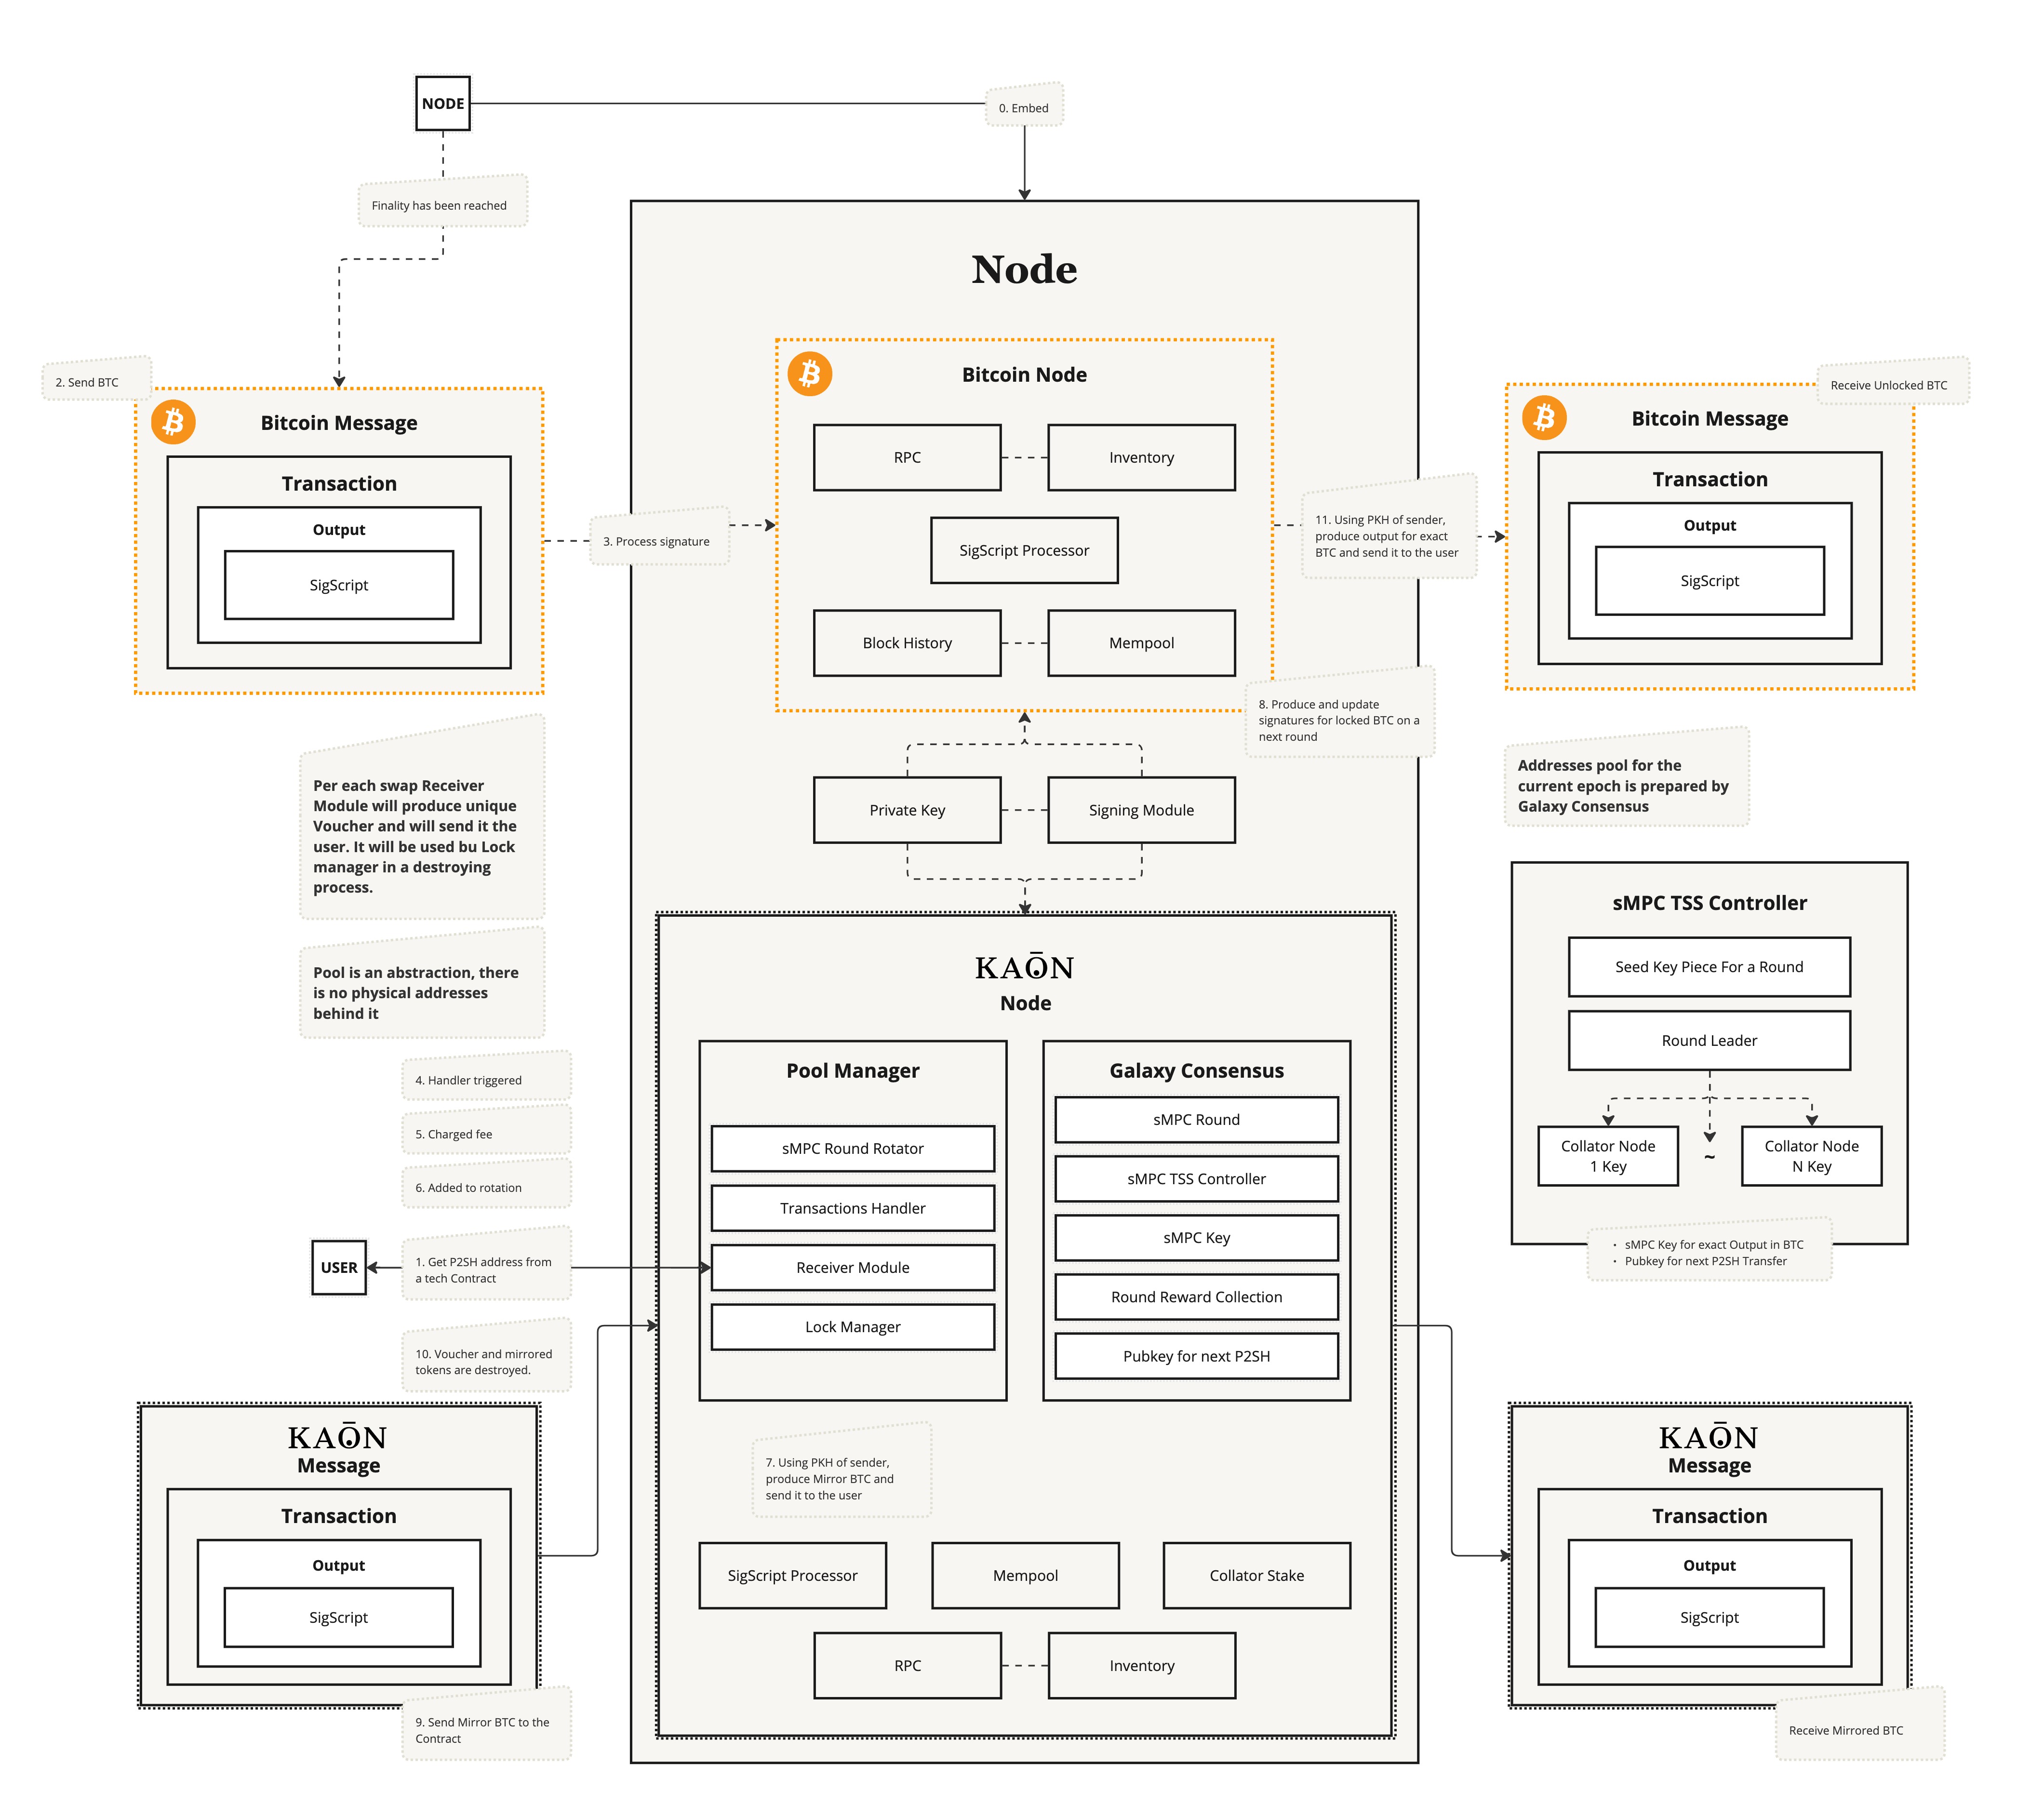 NODE
0. Embed
Finality has been reached
Node
2. Send BTC
Bitcoin Message
Transaction
Output
SigScript
3. Process signature
Bitcoin Node
RPC
Inventory
SigScript Processor
Block History
Mempool
11. Using PKH of sender,
produce output for exact
BTC and send it to the user
Receive Unlocked BTC
Bitcoin Message
Transaction
Output
SigScript
8. Produce and update
signatures for locked BTC on a
next round
Private Key
Signing Module
Per each swap Receiver
Module will produce unique
Voucher and will send it the
user. It will be used bu Lock
manager in a destroying
process.
Pool is an abstraction, there
is no physical addresses
behind it
Addresses pool for the
current epoch is prepared by
Galaxy Consensus
sMPC TSS Controller
Seed Key Piece For a Round
Round Leader
Collator Node
1 Key
~
Collator Node
N Key
• sMPC Key for exact Output in BTC
• Pubkey for next P2SH Transfer
KAŌN
Node
Pool Manager
sMPC Round Rotator
Transactions Handler
Receiver Module
Lock Manager
Galaxy Consensus
sMPC Round
sMPC TSS Controller
sMPC Key
Round Reward Collection
Pubkey for next P2SH
4. Handler triggered
5. Charged fee
6. Added to rotation
USER
1. Get P2SH address from
a tech Contract
10. Voucher and mirrored
tokens are destroyed.
7. Using PKH of sender,
produce Mirror BTC and
send it to the user
SigScript Processor
Mempool
Collator Stake
RPC
Inventory
KAŌN
Message
Transaction
Output
SigScript
9. Send Mirror BTC to the
Contract
KAŌN
Message
Transaction
Output
SigScript
Receive Mirrored BTC